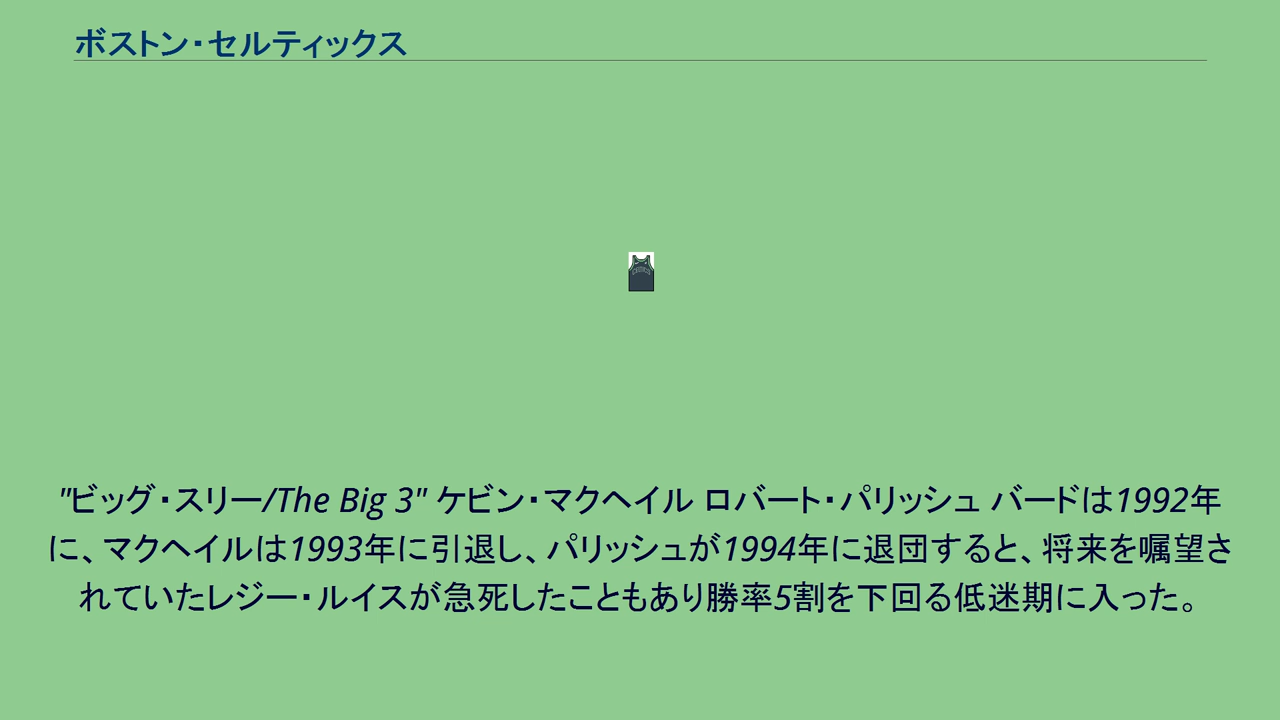 ボストン・セルティックス
"ビッグ・スリー/The Big 3" ケビン・マクヘイル ロバート・パリッシュ バードは1992年
に、マクヘイルは1993年に引退し、パリッシュが1994年に退団すると、将来を嘱望さ
れていたレジー・ルイスが急死したこともあり勝率5割を下回る低迷期に入った。